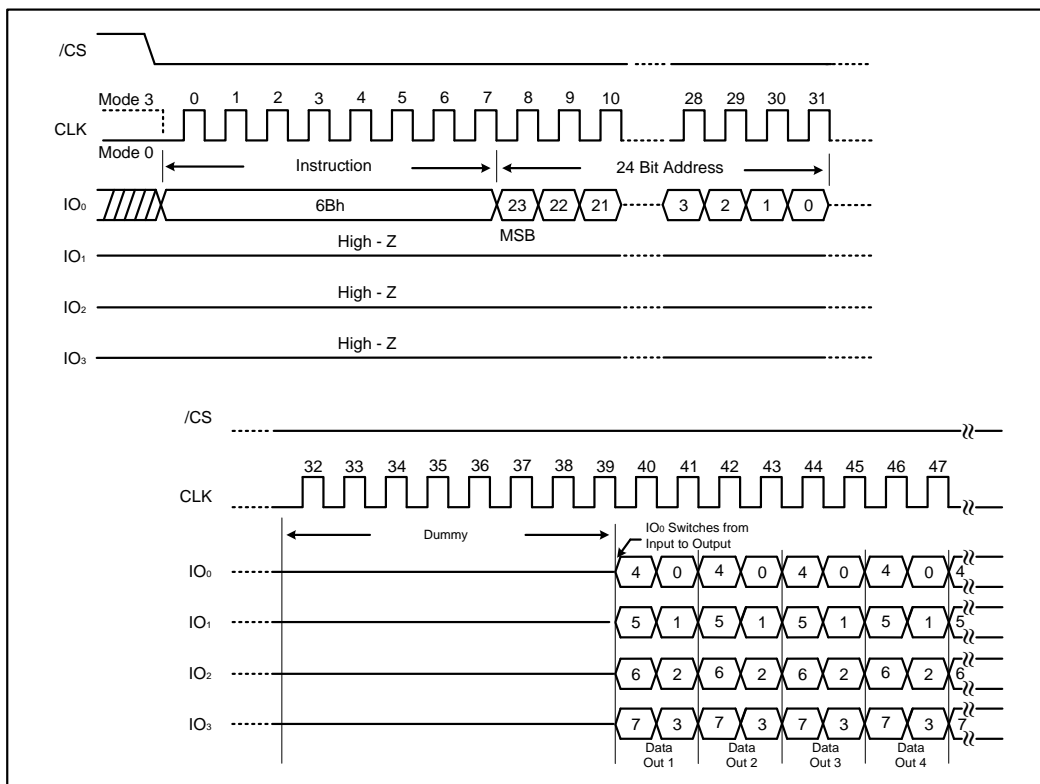 /CS
Mode 3 0 1 2 3 4 5 6 7 8 9 10 28 29 30 31
CLK
Mode 0
Instruction 24 Bit Address
IO₀ 6Bh 23 22 21 3 2 1 0
MSB
High - Z
IO₁
High - Z
IO₂
High - Z
IO₃
/CS
32 33 34 35 36 37 38 39 40 41 42 43 44 45 46 47
CLK
Dummy
IO₀ Switches from
Input to Output
IO₀ 4 0 4 0 4 0 4 0 4
IO₁ 5 1 5 1 5 1 5 1 5
IO₂ 6 2 6 2 6 2 6 2 6
IO₃ 7 3 7 3 7 3 7 3 7
Data Data Data Data
Out 1 Out 2 Out 3 Out 4